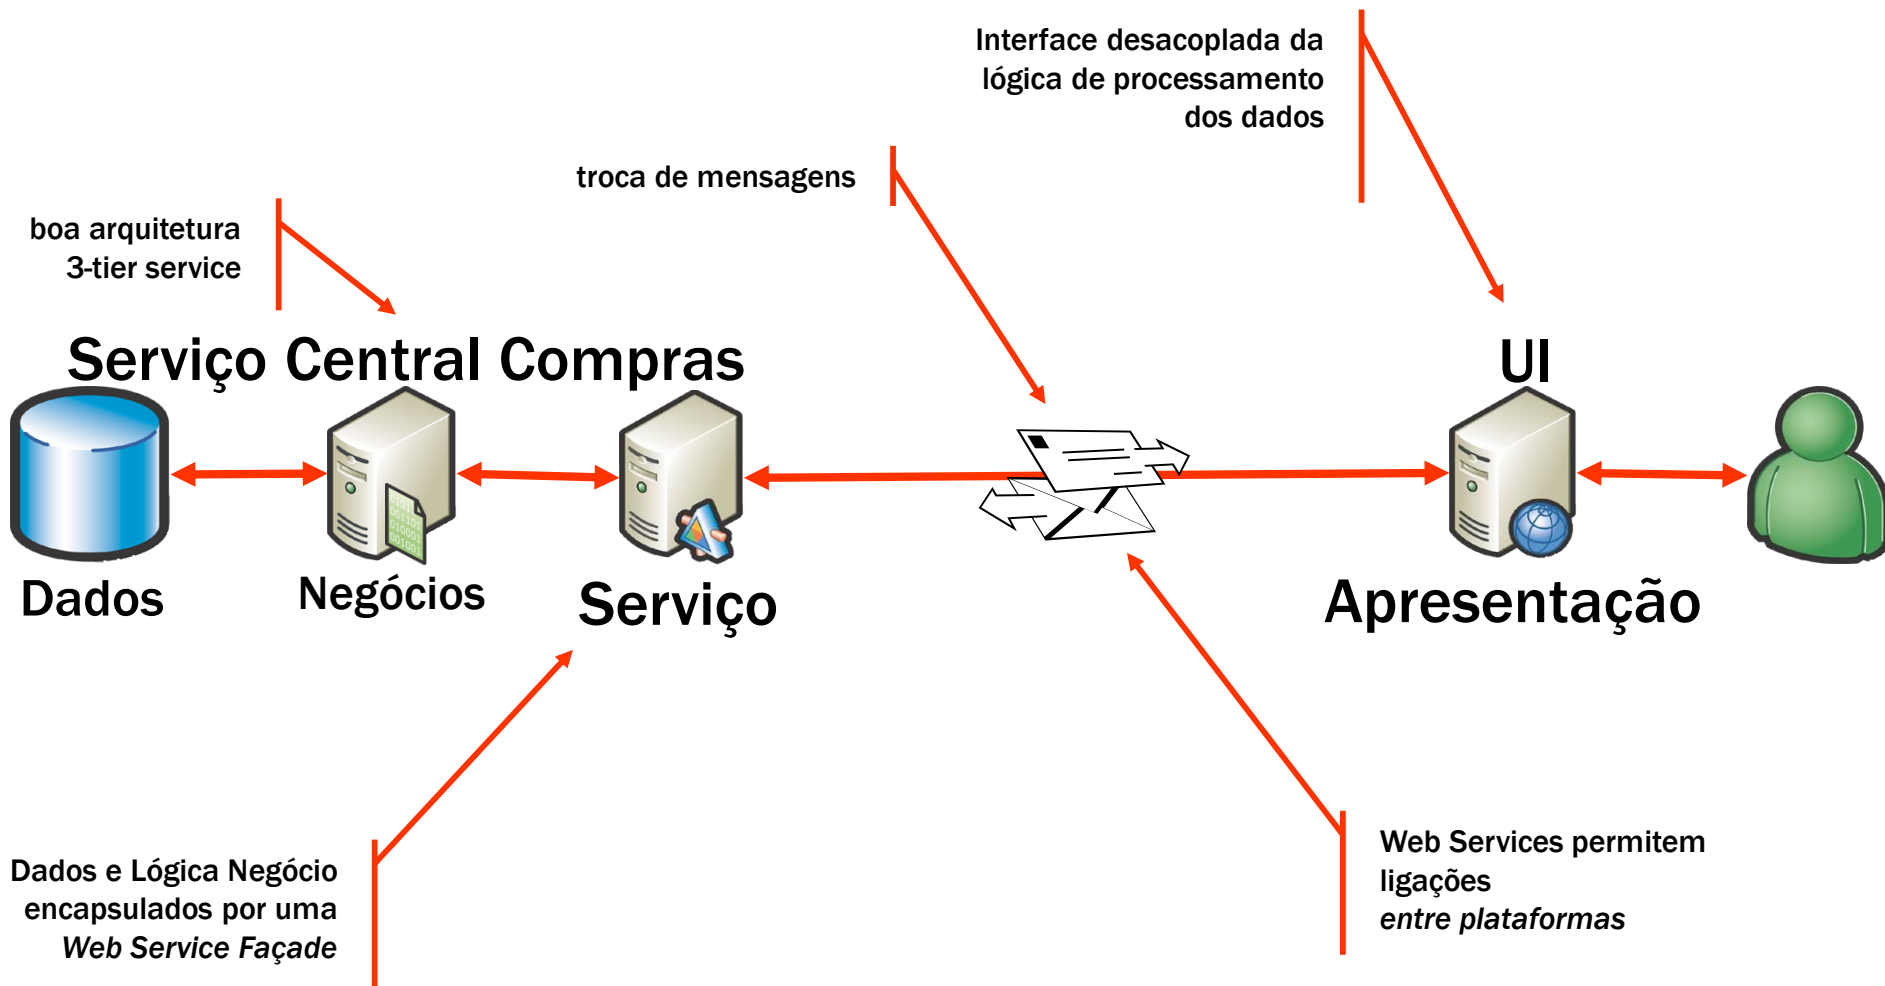 Interface desacoplada da
lógica de processamento
dos dados
troca de mensagens
boa arquitetura
3-tier service
Serviço Central Compras
UI
Dados
Negócios
Serviço
Apresentação
Dados e Lógica Negócio
encapsulados por uma
Web Service Façade
Web Services permitem
ligações
entre plataformas